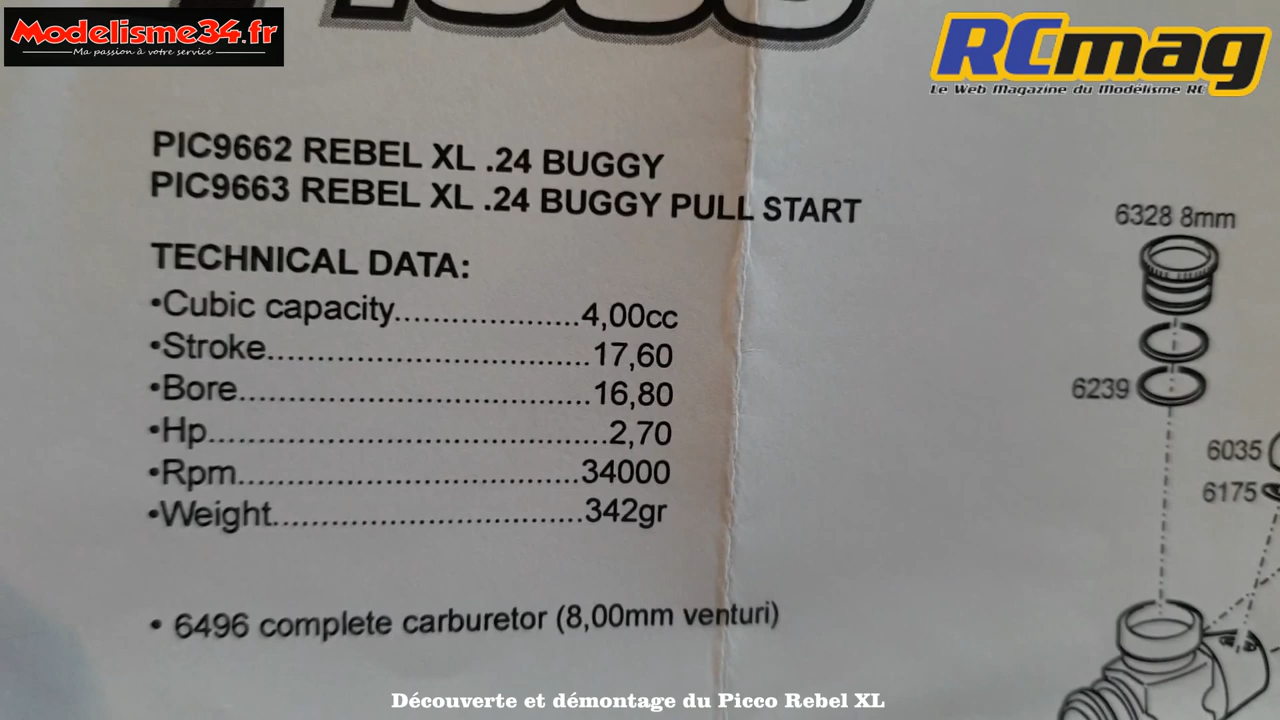 Modelisme34.fr
Ma passion à votre service
RCmag
Le Web Magazine du Modélisme RC
PIC9662 REBEL XL .24 BUGGY
PIC9663 REBEL XL .24 BUGGY PULL START
TECHNICAL DATA:
•Cubic capacity....................4,00cc
•Stroke..................................17,60
•Bore.....................................16,80
•Hp..........................................2,70
•Rpm.....................................34000
•Weight.................................342gr
• 6496 complete carburetor (8,00mm venturi)
6328 8mm
6239
6035
6175
Découverte et démontage du Picco Rebel XL